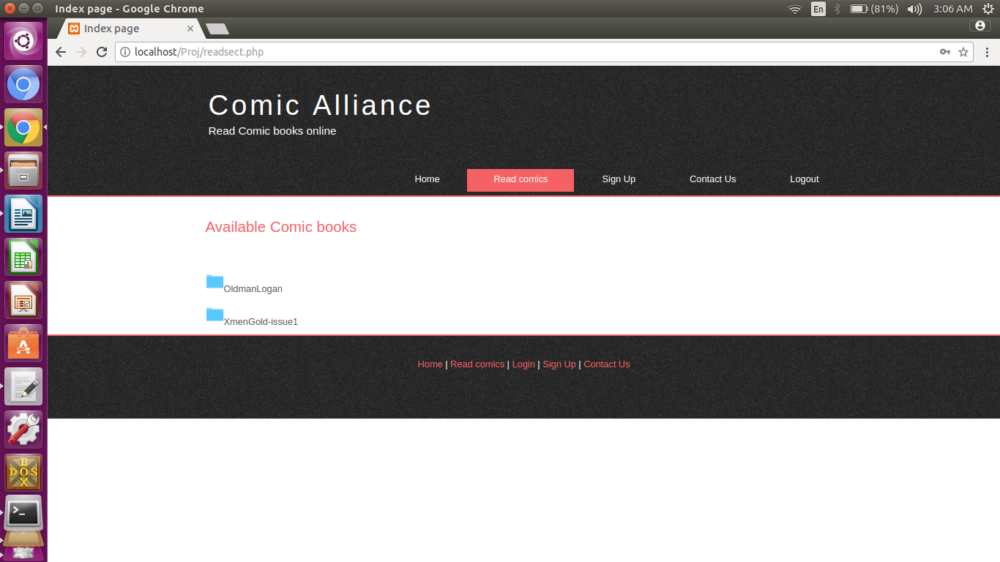 Index page - Google Chrome
En
(81%)
3:06 AM
Index page
localhost/Proj/readsect.php
Comic Alliance
Read Comic books online
Home Read comics Sign Up Contact Us Logout
Available Comic books
OldmanLogan
XmenGold-issue1
Home | Read comics | Login | Sign Up | Contact Us
A
BOX
DOS
>_